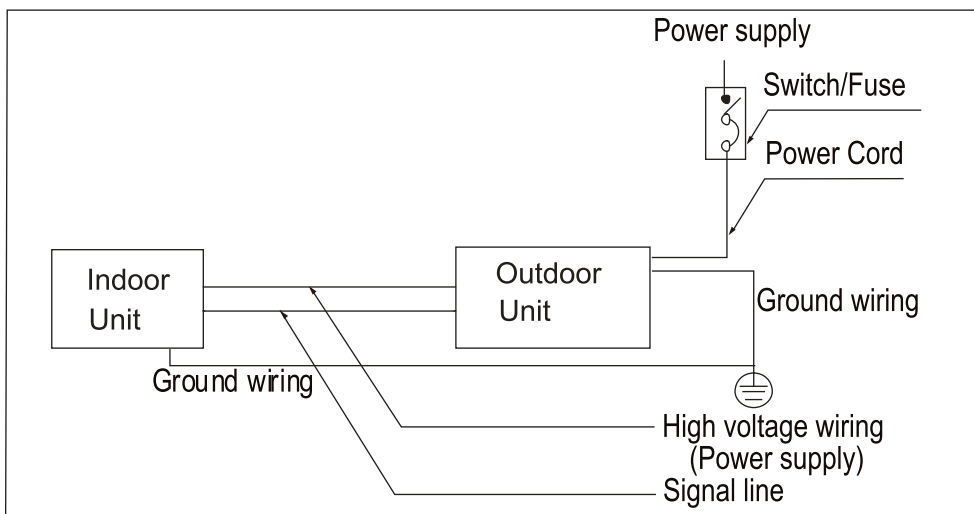 Power supply
Switch/Fuse
Power Cord
Indoor
Unit
Outdoor
Unit
Ground wiring
Ground wiring
High voltage wiring
(Power supply)
Signal line